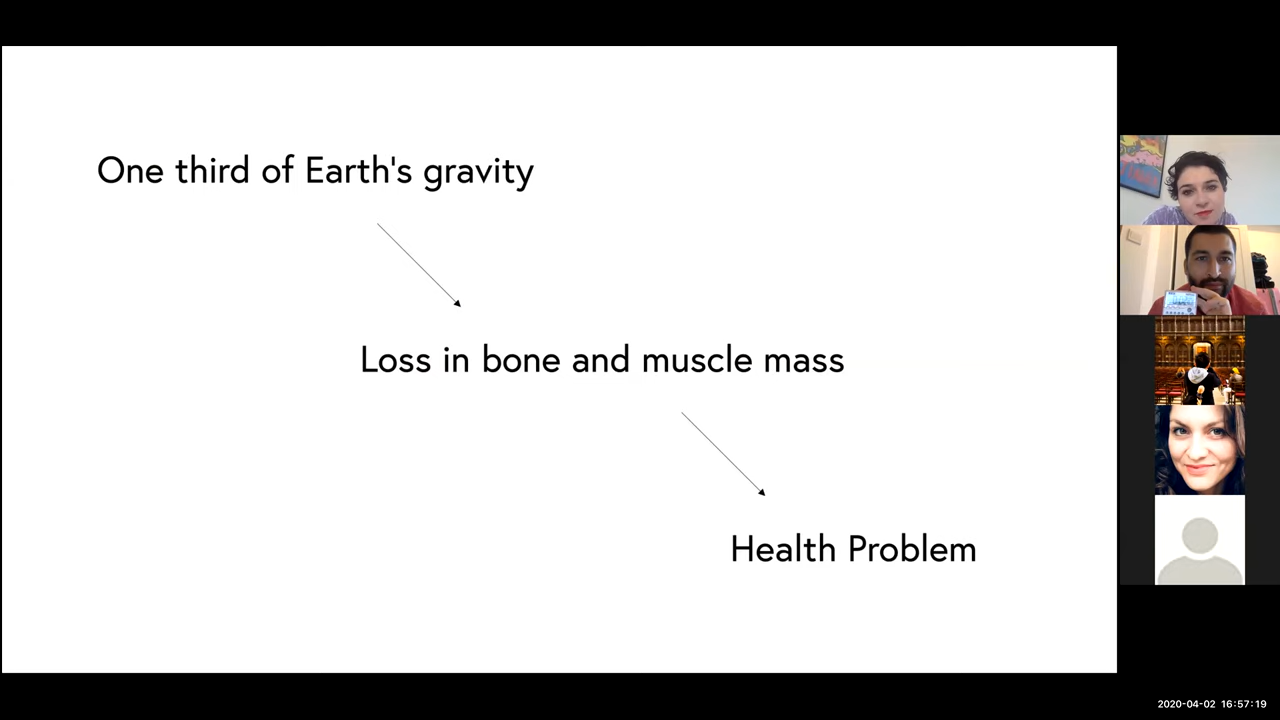 One third of Earth's gravity
Loss in bone and muscle mass
Health Problem
2020-04-02 16:57:19